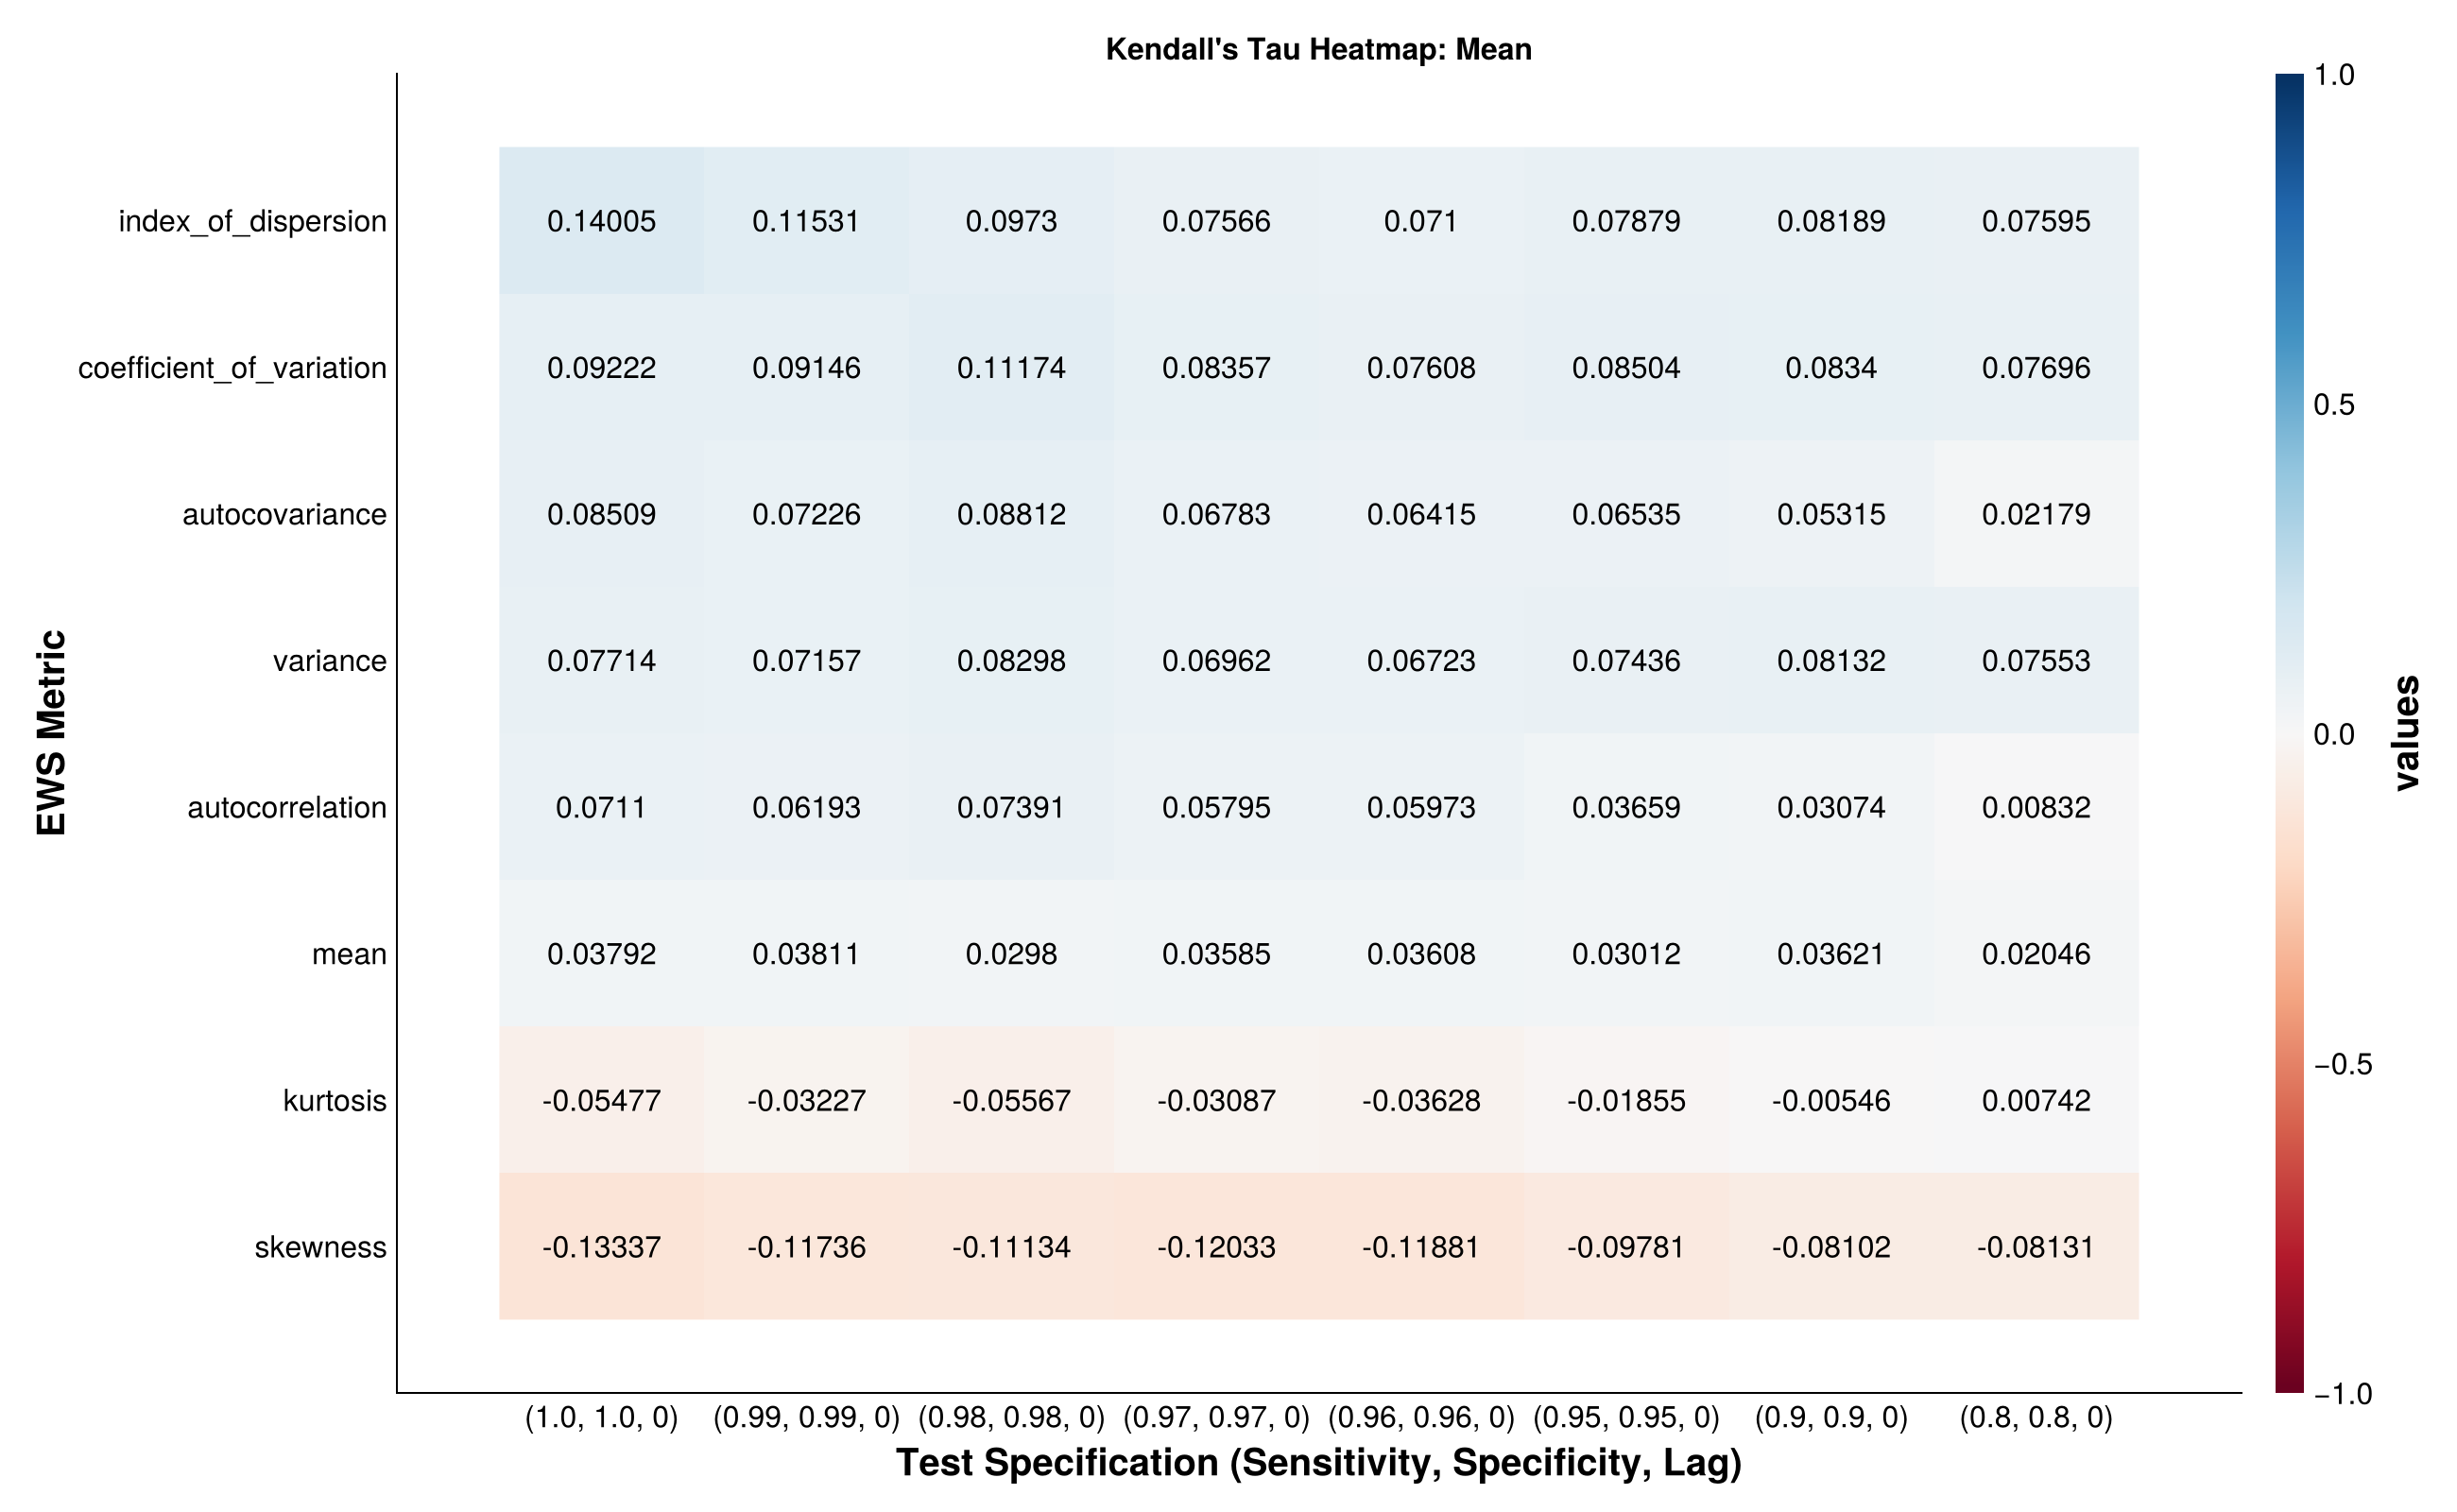 Kendall's Tau Heatmap: Mean
1.0
index_of_dispersion 0.14005 0.11531 0.0973 0.07566 0.071 0.07879 0.08189 0.07595
coefficient_of_variation 0.09222 0.09146 0.11174 0.08357 0.07608 0.08504 0.0834 0.07696
0.5
autocovariance 0.08509 0.07226 0.08812 0.06783 0.06415 0.06535 0.05315 0.02179
variance 0.07714 0.07157 0.08298 0.06962 0.06723 0.07436 0.08132 0.07553
EWS Metric
0.0
values
autocorrelation 0.0711 0.06193 0.07391 0.05795 0.05973 0.03659 0.03074 0.00832
mean 0.03792 0.03811 0.0298 0.03585 0.03608 0.03012 0.03621 0.02046
−0.5
kurtosis -0.05477 -0.03227 -0.05567 -0.03087 -0.03628 -0.01855 -0.00546 0.00742
skewness -0.13337 -0.11736 -0.11134 -0.12033 -0.11881 -0.09781 -0.08102 -0.08131
−1.0
(1.0, 1.0, 0) (0.99, 0.99, 0) (0.98, 0.98, 0) (0.97, 0.97, 0) (0.96, 0.96, 0) (0.95, 0.95, 0) (0.9, 0.9, 0) (0.8, 0.8, 0)
Test Specification (Sensitivity, Specificity, Lag)